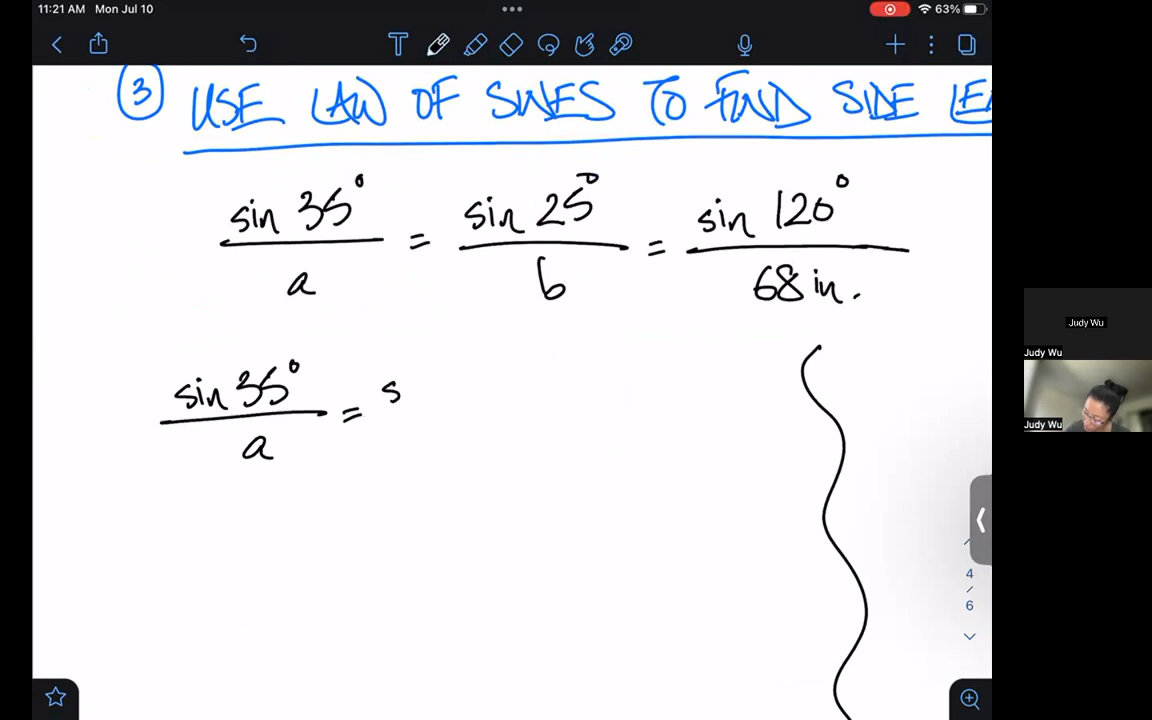 11:21 AM Mon Jul 10
63%
③ USE LAW OF SINES TO FIND SIDE LE
sin 35° / a = sin 25° / b = sin 120° / 68 in.
sin 35° / a = s
4
/
6
Judy Wu
Judy Wu
Judy Wu